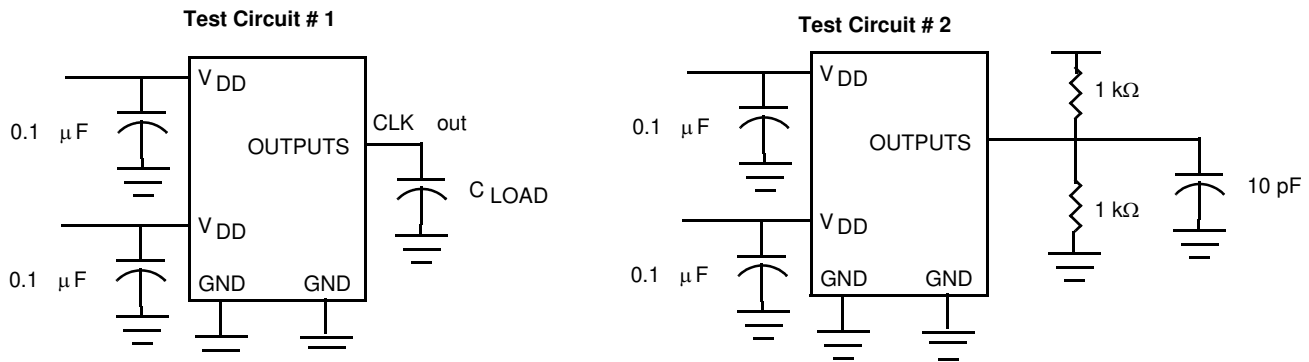 Test Circuit # 1
V DD
0.1 μF
CLK out
OUTPUTS
C LOAD
V DD
0.1 μF
GND GND
Test Circuit # 2
V DD
1 kΩ
0.1 μF
OUTPUTS
10 pF
1 kΩ
V DD
0.1 μF
GND GND